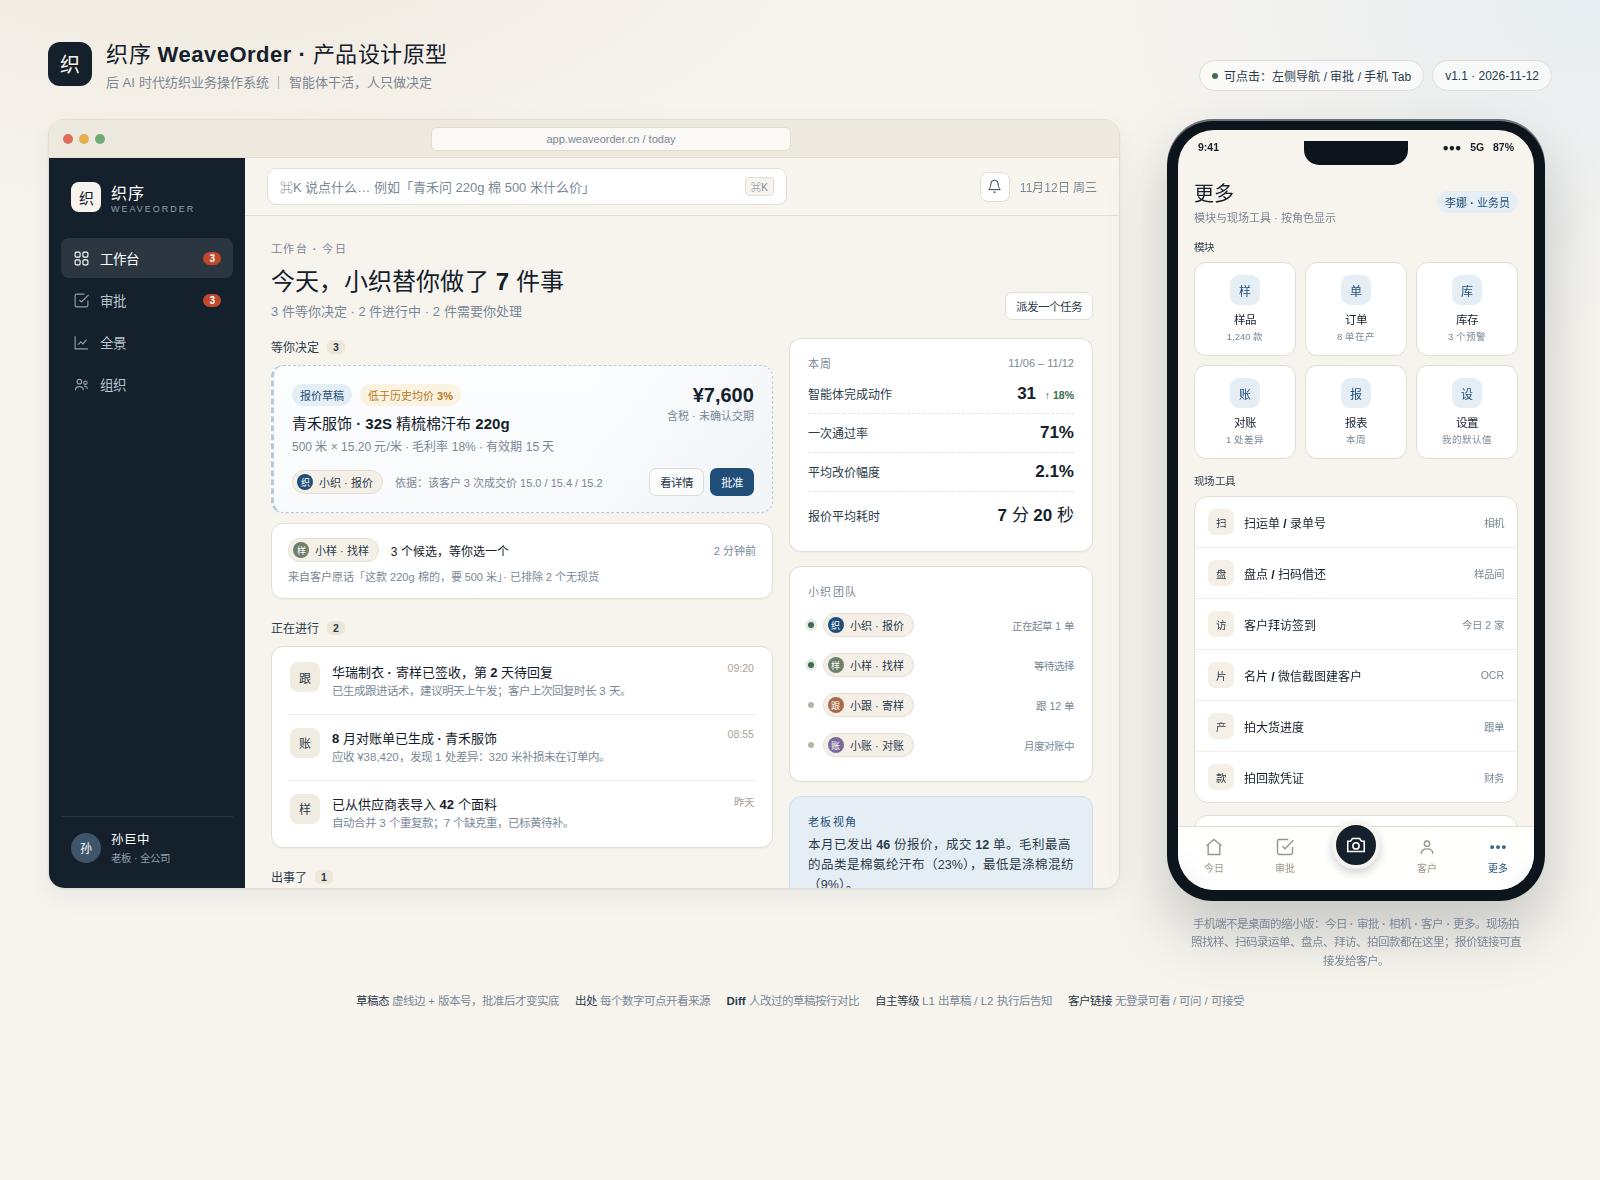 织
织序 WeaveOrder · 产品设计原型
后 AI 时代纺织业务操作系统 | 智能体干活，人只做决定
可点击：左侧导航 / 审批 / 手机 Tab
v1.1 · 2026-11-12
app.weaveorder.cn / today
织
织序
WEAVEORDER
工作台 3
审批 3
全景
组织
孙
孙巨中
老板 · 全公司
⌘K 说点什么… 例如「青禾问 220g 棉 500 米什么价」 ⌘K
11月12日 周三
工作台 · 今日
今天，小织替你做了 7 件事
3 件等你决定 · 2 件进行中 · 2 件需要你处理
派发一个任务
等你决定 3
报价草稿 低于历史均价 3%
¥7,600
含税 · 未确认交期
青禾服饰 · 32S 精梳棉汗布 220g
500 米 × 15.20 元/米 · 毛利率 18% · 有效期 15 天
织 小织 · 报价 依据：该客户 3 次成交价 15.0 / 15.4 / 15.2
看详情 批准
样 小样 · 找样 3 个候选，等你选一个 2 分钟前
来自客户原话「这款 220g 棉的，要 500 米」· 已排除 2 个无现货
正在进行 2
跟 华瑞制衣 · 寄样已签收，第 2 天待回复 09:20
已生成跟进话术，建议明天上午发；客户上次回复时长 3 天。
账 8 月对账单已生成 · 青禾服饰 08:55
应收 ¥38,420，发现 1 处差异：320 米补损未在订单内。
样 已从供应商表导入 42 个面料 昨天
自动合并 3 个重复款；7 个缺克重，已标黄待补。
出事了 1
本周 11/06 – 11/12
智能体完成动作 31 ↑ 18%
一次通过率 71%
平均改价幅度 2.1%
报价平均耗时 7 分 20 秒
小织团队
织 小织 · 报价 正在起草 1 单
样 小样 · 找样 等待选择
跟 小跟 · 寄样 跟 12 单
账 小账 · 对账 月度对账中
老板视角
本月已发出 46 份报价，成交 12 单。毛利最高
的品类是棉氨纶汗布（23%），最低是涤棉混纺
（9%）。
9:41 ●●● 5G 87%
更多
模块与现场工具 · 按角色显示
李娜 · 业务员
模块
样 单 库
样品 订单 库存
1,240 款 8 单在产 3 个预警
账 报 设
对账 报表 设置
1 处差异 本周 我的默认值
现场工具
扫 扫运单 / 录单号 相机
盘 盘点 / 扫码借还 样品间
访 客户拜访签到 今日 2 家
片 名片 / 微信截图建客户 OCR
产 拍大货进度 跟单
款 拍回款凭证 财务
今日 审批 客户 更多
手机端不是桌面的缩小版：今日 · 审批 · 相机 · 客户 · 更多。现场拍
照找样、扫码录运单、盘点、拜访、拍回款都在这里；报价链接可直
接发给客户。
草稿态 虚线边 + 版本号，批准后才变实底 出处 每个数字可点开看来源 Diff 人改过的草稿按行对比 自主等级 L1 出草稿 / L2 执行后告知 客户链接 无登录可看 / 可问 / 可接受